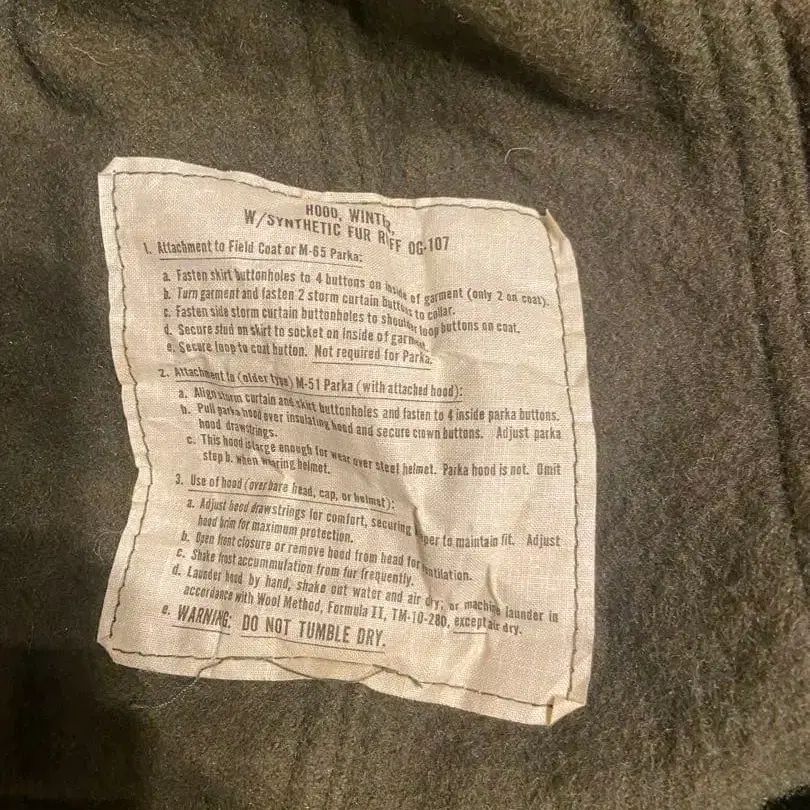 HOOD, WINTER,
W/SYNTHETIC FUR RUFF OG-107
1. Attachment to Field Coat or M-65 Parka:
a. Fasten skirt buttonholes to 4 buttons on inside of garment (only 2 on coat).
b. Turn garment and fasten 2 storm curtain buttons to collar.
c. Fasten side storm curtain buttonholes to shoulder loop buttons on coat.
d. Secure stud on skirt to socket on inside of garment.
e. Secure loop to coat button. Not required for Parka.
2. Attachment to (older type) M-51 Parka (with attached hood):
a. Align storm curtain and skirt buttonholes and fasten to 4 inside parka buttons.
b. Pull parka hood over insulating hood and secure crown buttons. Adjust parka
hood drawstrings.
c. This hood is large enough for wear over steel helmet. Parka hood is not. Omit
step b. when wearing helmet.
3. Use of hood (over bare head, cap, or helmet):
a. Adjust hood drawstrings for comfort, securing to maintain fit. Adjust
hood brim for maximum protection.
b. Open front closure or remove hood from head for ventilation.
c. Shake frost accummulation from fur frequently.
d. Launder hood by hand, shake out water and air dry; or machine launder in
accordance with Wool Method, Formula II, TM-10-280, except air dry.
e. WARNING: DO NOT TUMBLE DRY.